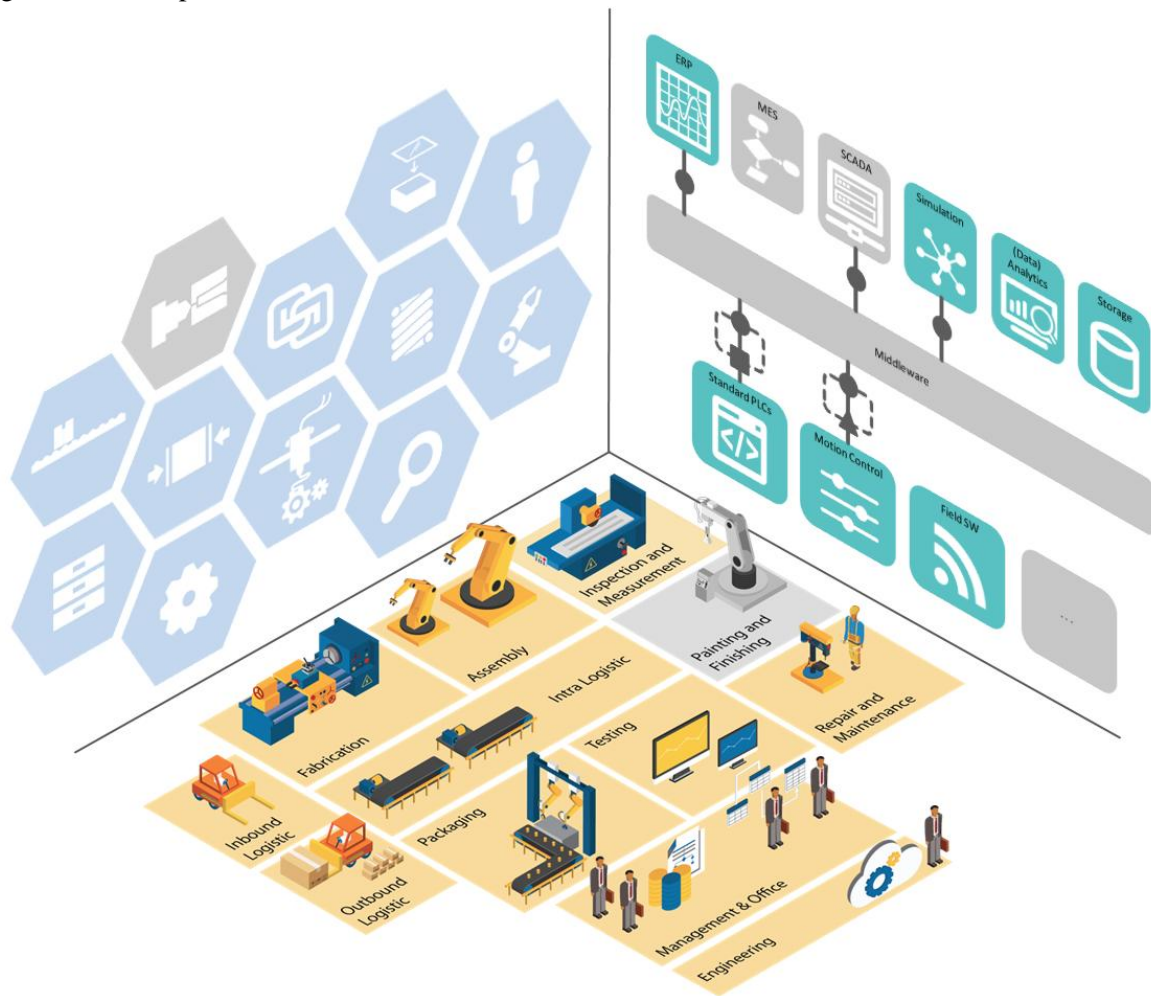 ERP
MES
SCADA
Simulation
(Data)
Analytics
Storage
Middleware
Standard PLCs
</>
Motion Control
Field SW
...
Inspection and
Measurement
Painting and
Finishing
Repair and
Maintenance
Assembly
Intra Logistic
Testing
Fabrication
Packaging
Management & Office
Engineering
Inbound
Logistic
Outbound
Logistic